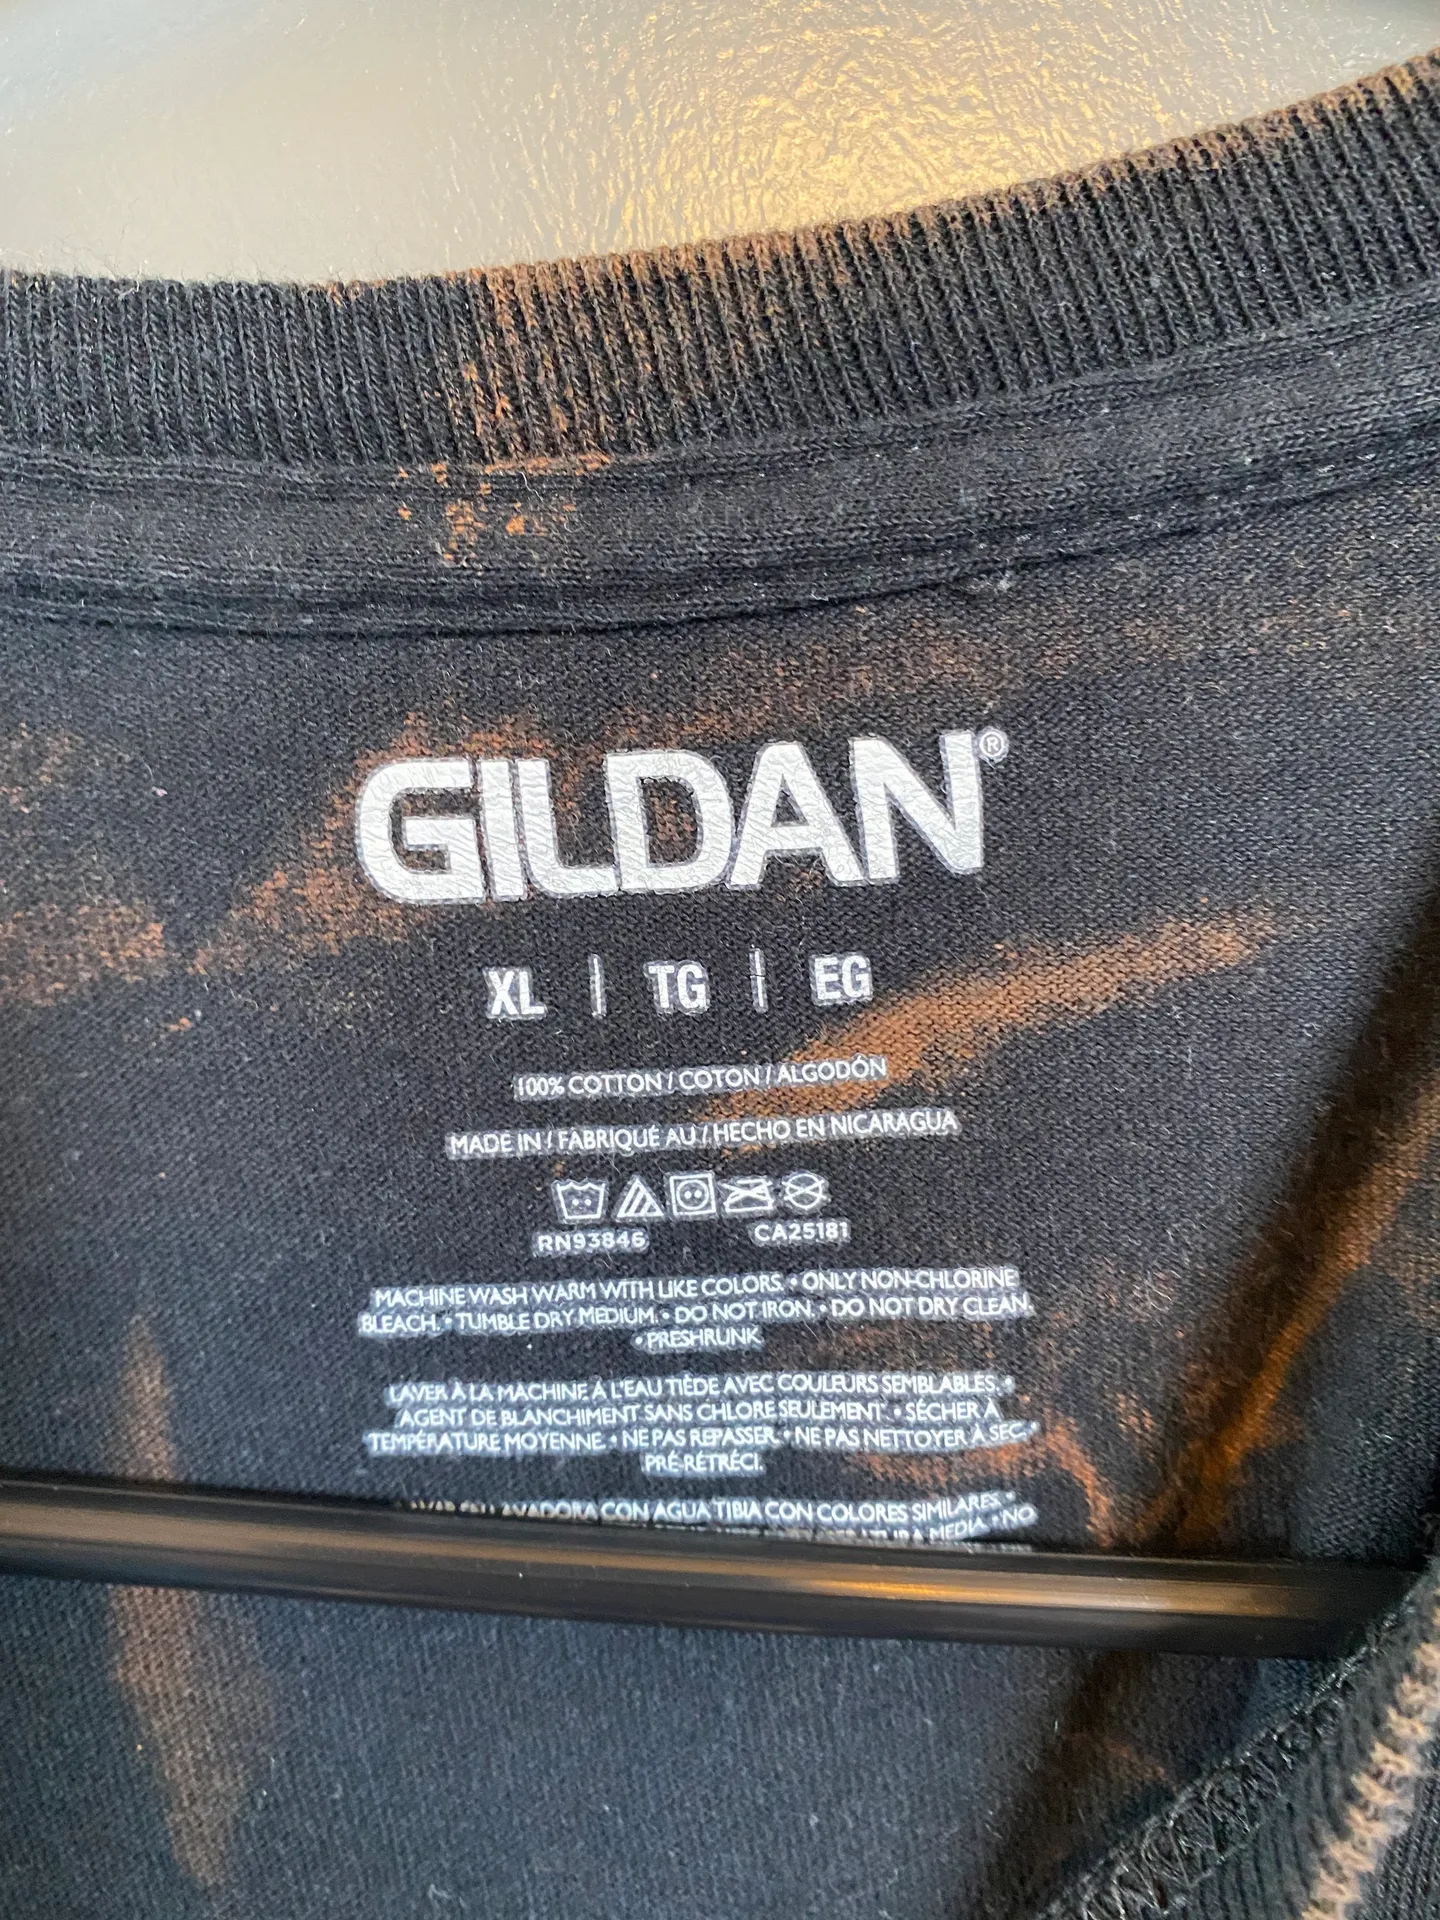 GILDAN®
XL | TG | EG
100% COTTON / COTON / ALGODÓN
MADE IN / FABRIQUÉ AU / HECHO EN NICARAGUA
RN93846 CA25181
MACHINE WASH WARM WITH LIKE COLORS. • ONLY NON-CHLORINE
BLEACH. • TUMBLE DRY MEDIUM. • DO NOT IRON. • DO NOT DRY CLEAN.
• PRESHRUNK
LAVER À LA MACHINE À L'EAU TIÈDE AVEC COULEURS SEMBLABLES. •
AGENT DE BLANCHIMENT SANS CHLORE SEULEMENT. • SÉCHER À
TEMPÉRATURE MOYENNE. • NE PAS REPASSER. • NE PAS NETTOYER À SEC. •
PRÉ-RÉTRÉCI.
CON AGUA TIBIA CON COLORES SIMILARES. •
MEDIA. • NO